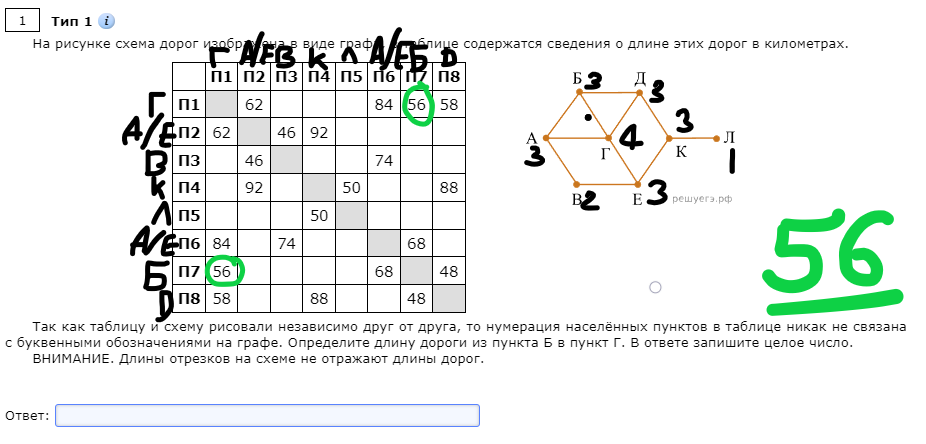 1 Тип 1 i
На рисунке схема дорог изображена в виде графа, в таблице содержатся сведения о длине этих дорог в километрах.
Г А/Е В К Л А/Е Б D
П1 П2 П3 П4 П5 П6 П7 П8
Г П1 62 84 56 58
А/Е П2 62 46 92
В П3 46 74
К П4 92 50 88
Л П5 50
А/Е П6 84 74 68
Б П7 56 68 48
D П8 58 88 48
Б 3 Д 3
А 3 Г 4 3 К Л 1
В 2 Е 3 решуегэ.рф
56
Так как таблицу и схему рисовали независимо друг от друга, то нумерация населённых пунктов в таблице никак не связана
с буквенными обозначениями на графе. Определите длину дороги из пункта Б в пункт Г. В ответе запишите целое число.
ВНИМАНИЕ. Длины отрезков на схеме не отражают длины дорог.
Ответ: